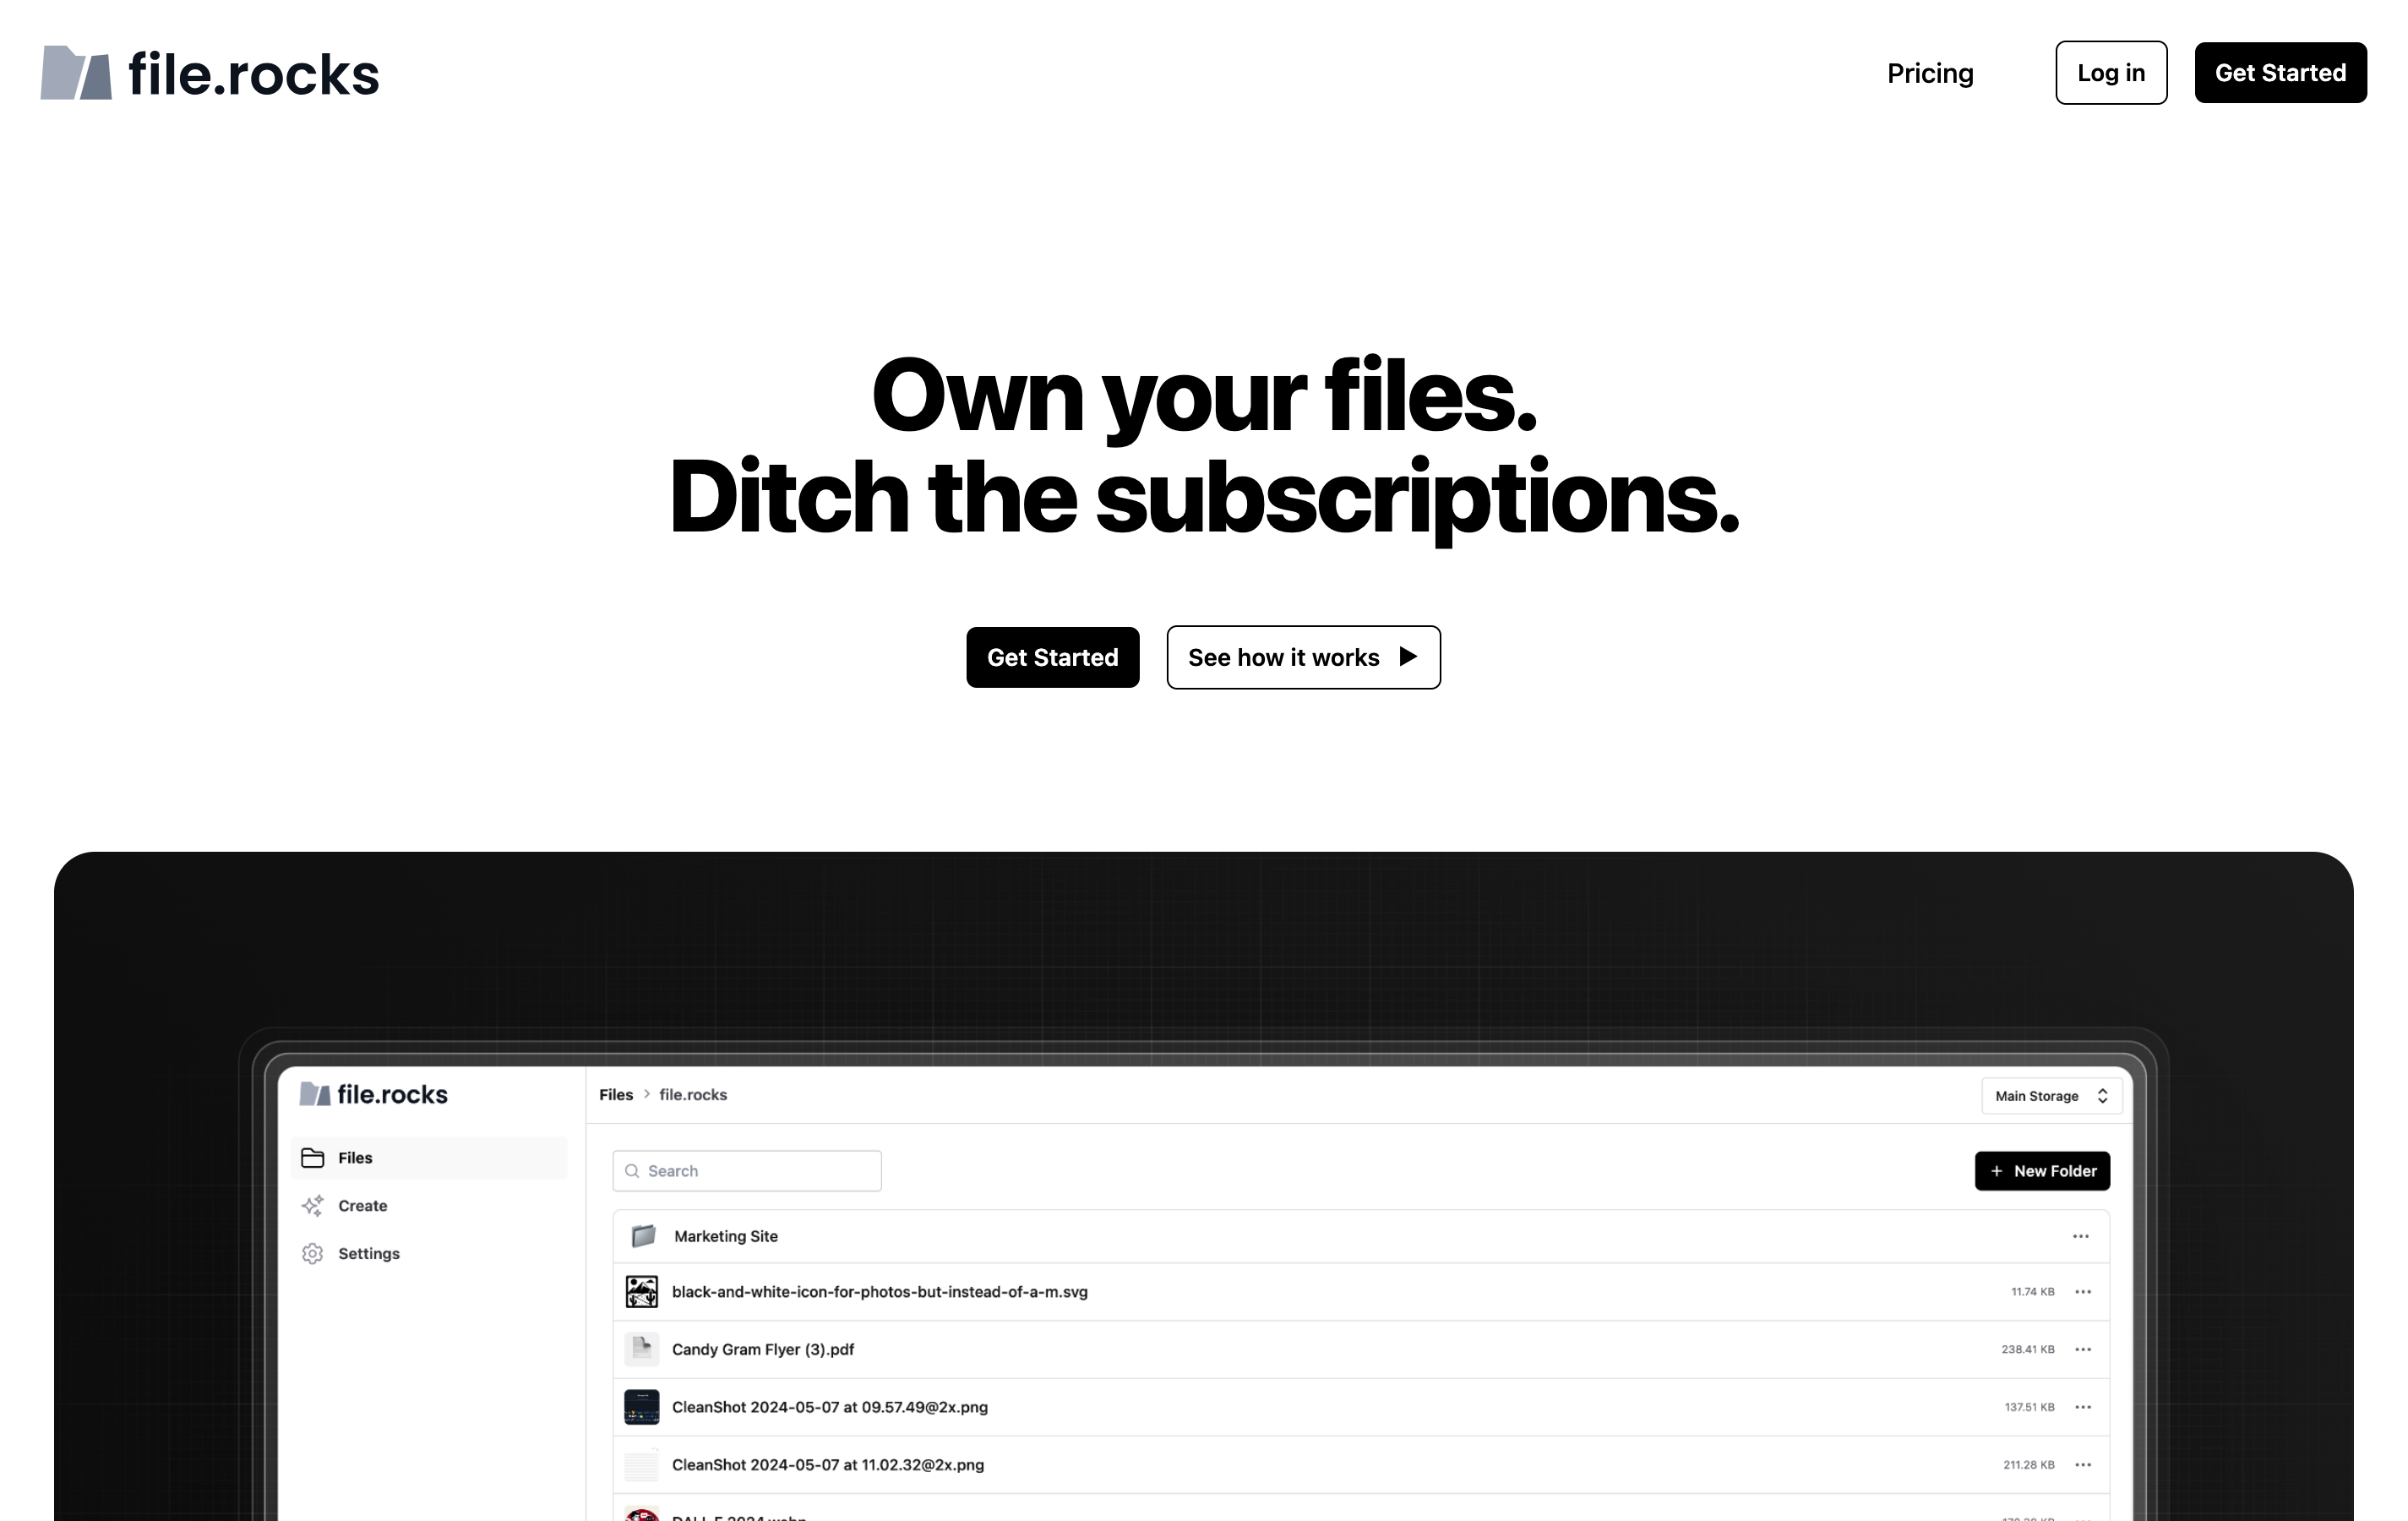 file.rocks
Pricing
Log in
Get Started
Own your files.
Ditch the subscriptions.
Get Started
See how it works
file.rocks
Files > file.rocks
Main Storage
Files
Create
Settings
Search
+ New Folder
Marketing Site
black-and-white-icon-for-photos-but-instead-of-a-m.svg
11.74 KB
Candy Gram Flyer (3).pdf
238.41 KB
CleanShot 2024-05-07 at 09.57.49@2x.png
137.51 KB
CleanShot 2024-05-07 at 11.02.32@2x.png
211.28 KB